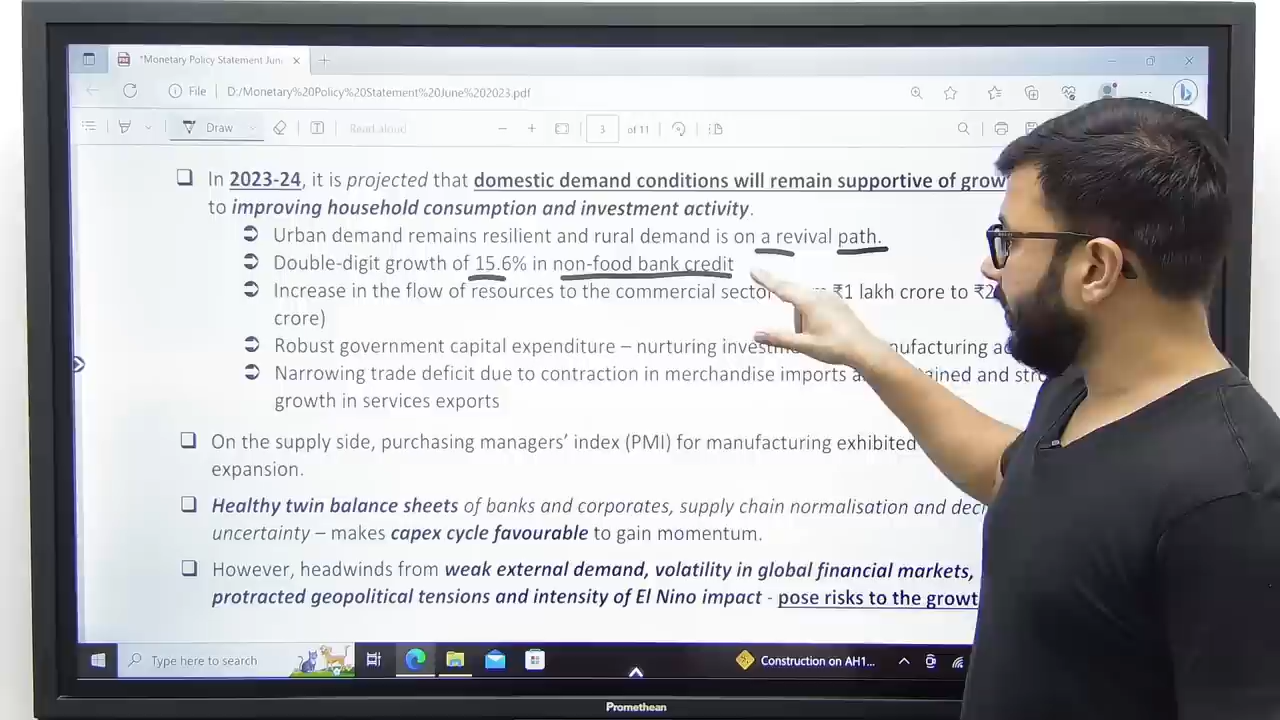 *Monetary Policy Statement Jun
File D:/Monetary%20Policy%20Statement%20June%202023.pdf
Draw Read aloud 3 of 11
In 2023-24, it is projected that domestic demand conditions will remain supportive of
to improving household consumption and investment activity.
Urban demand remains resilient and rural demand is on a revival path.
Double-digit growth of 15.6% in non-food bank credit
Increase in the flow of resources to the commercial sector ₹1 lakh crore to ₹2
crore)
Robust government capital expenditure – nurturing
Narrowing trade deficit due to contraction in merchandise imports and
growth in services exports
On the supply side, purchasing managers' index (PMI) for manufacturing exhibited
expansion.
Healthy twin balance sheets of banks and corporates, supply chain normalisation and
uncertainty – makes capex cycle favourable to gain momentum.
However, headwinds from weak external demand, volatility in global financial markets,
protracted geopolitical tensions and intensity of El Nino impact - pose risks to the
Type here to search Construction on AH1...
Promethean